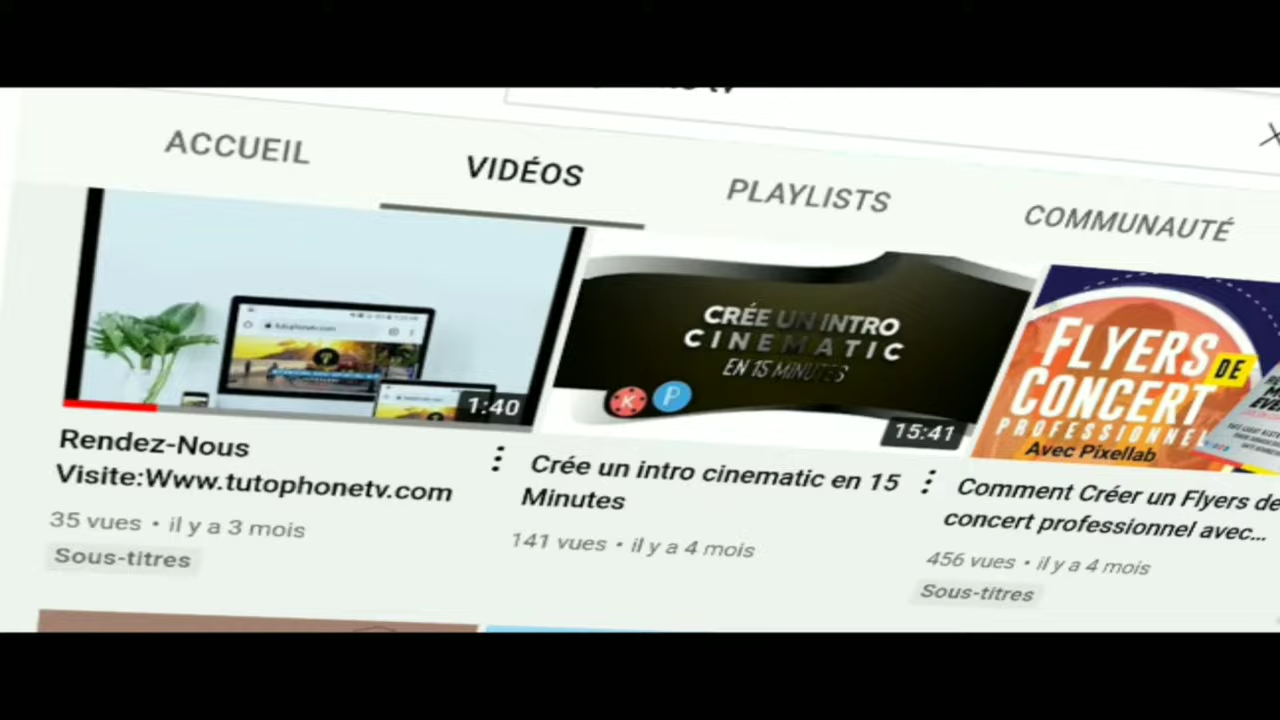 ACCUEIL
VIDÉOS
PLAYLISTS
COMMUNAUTÉ
tutophonetv.com
1:40
Rendez-Nous
Visite:Www.tutophonetv.com
35 vues • il y a 3 mois
Sous-titres
CRÉE UN INTRO
CINEMATIC
EN 15 MINUTES
K
P
15:41
Crée un intro cinematic en 15
Minutes
141 vues • il y a 4 mois
FLYERS
DE
CONCERT
PROFESSIONNEL
Avec Pixellab
Comment Créer un Flyers de
concert professionnel avec...
456 vues • il y a 4 mois
Sous-titres